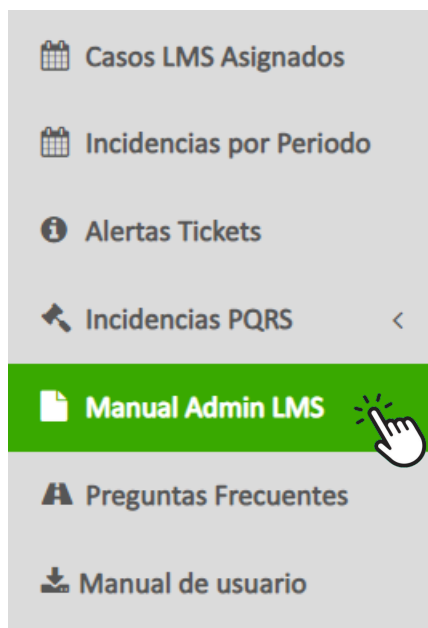 Casos LMS Asignados
Incidencias por Periodo
Alertas Tickets
Incidencias PQRS
Manual Admin LMS
Preguntas Frecuentes
Manual de usuario